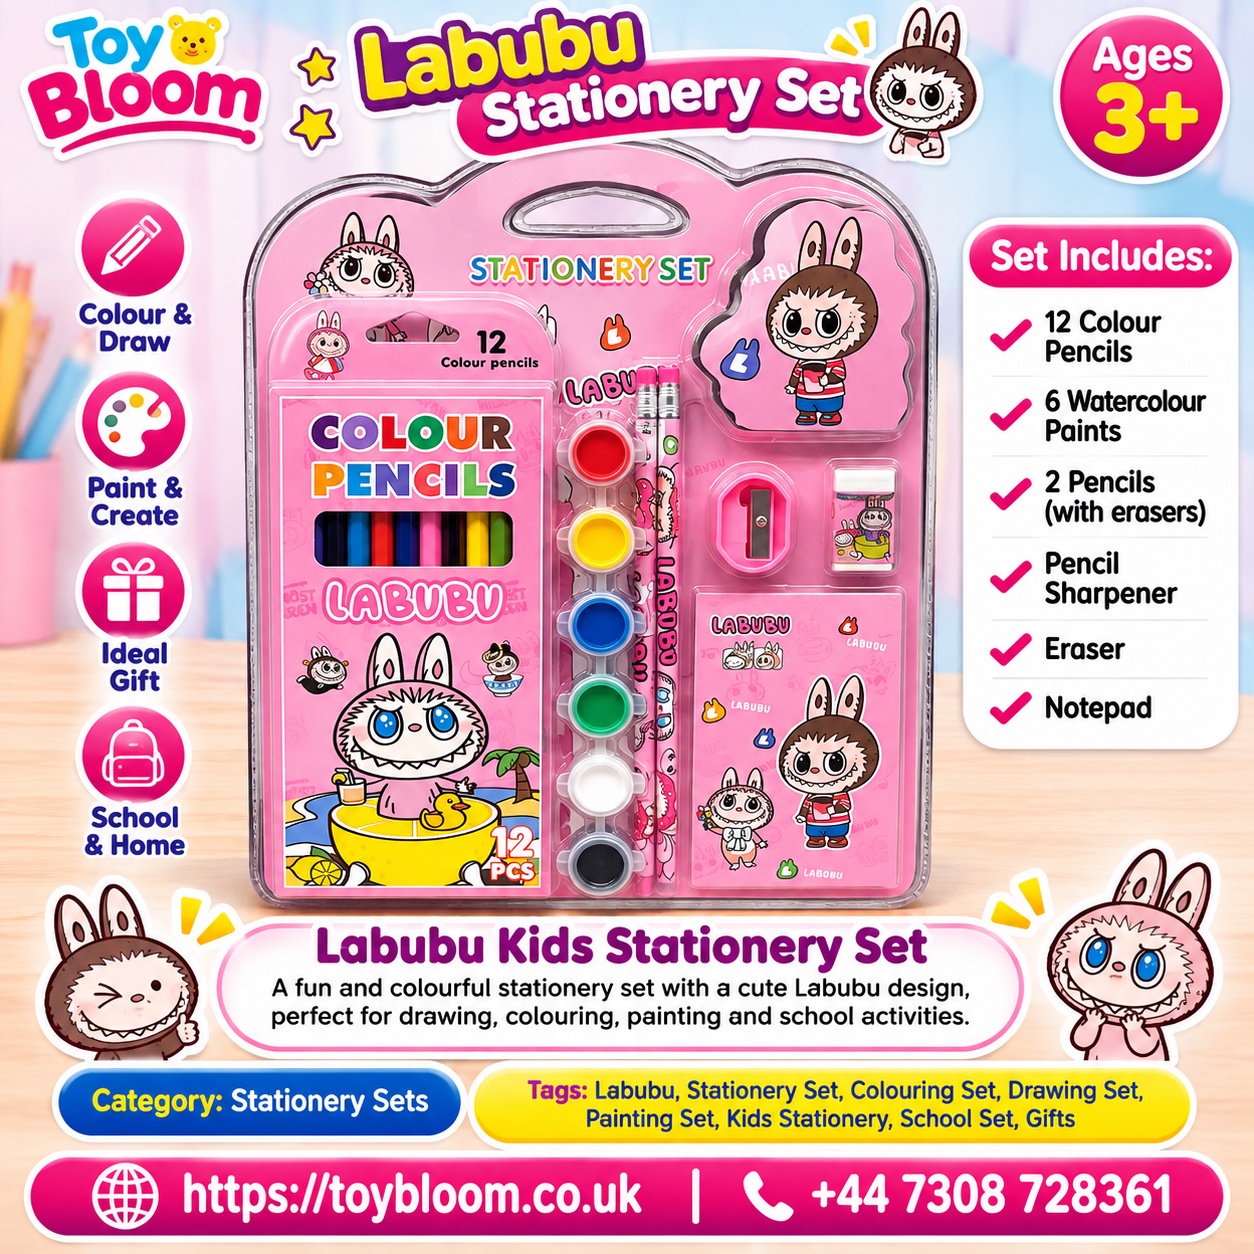 Toy
Bloom
Labubu
Stationery Set
Ages
3+
Colour &
Draw
Paint &
Create
Ideal
Gift
School
& Home
STATIONERY SET
12
Colour pencils
COLOUR
PENCILS
LABUBU
12
PCS
LABUBU
LABUBU
LABUBU
LABUBU
LABUBU
LABOBU
Set Includes:
12 Colour
Pencils
6 Watercolour
Paints
2 Pencils
(with erasers)
Pencil
Sharpener
Eraser
Notepad
Labubu Kids Stationery Set
A fun and colourful stationery set with a cute Labubu design,
perfect for drawing, colouring, painting and school activities.
Category: Stationery Sets
Tags: Labubu, Stationery Set, Colouring Set, Drawing Set,
Painting Set, Kids Stationery, School Set, Gifts
https://toybloom.co.uk | +44 7308 728361